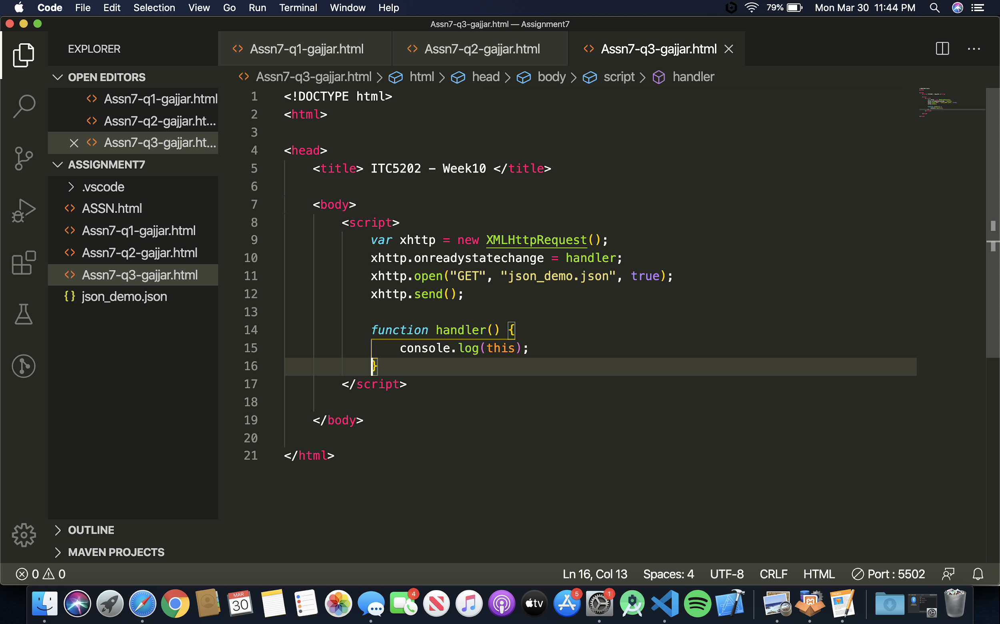 Code File Edit Selection View Go Run Terminal Window Help 79% Mon Mar 30 11:44 PM
Assn7-q3-gajjar.html — Assignment7
EXPLORER
Assn7-q1-gajjar.html Assn7-q2-gajjar.html Assn7-q3-gajjar.html
OPEN EDITORS
Assn7-q1-gajjar.html
Assn7-q2-gajjar.ht...
Assn7-q3-gajjar.ht...
ASSIGNMENT7
.vscode
ASSN.html
Assn7-q1-gajjar.html
Assn7-q2-gajjar.html
Assn7-q3-gajjar.html
{} json_demo.json
OUTLINE
MAVEN PROJECTS
Assn7-q3-gajjar.html > html > head > body > script > handler
1 <!DOCTYPE html>
2 <html>
3
4 <head>
5 <title> ITC5202 - Week10 </title>
6
7 <body>
8 <script>
9 var xhttp = new XMLHttpRequest();
10 xhttp.onreadystatechange = handler;
11 xhttp.open("GET", "json_demo.json", true);
12 xhttp.send();
13
14 function handler() {
15 console.log(this);
16 }
17 </script>
18
19 </body>
20
21 </html>
0 0 Ln 16, Col 13 Spaces: 4 UTF-8 CRLF HTML Port : 5502
MAR
30
4
tv
5
1
PAGES